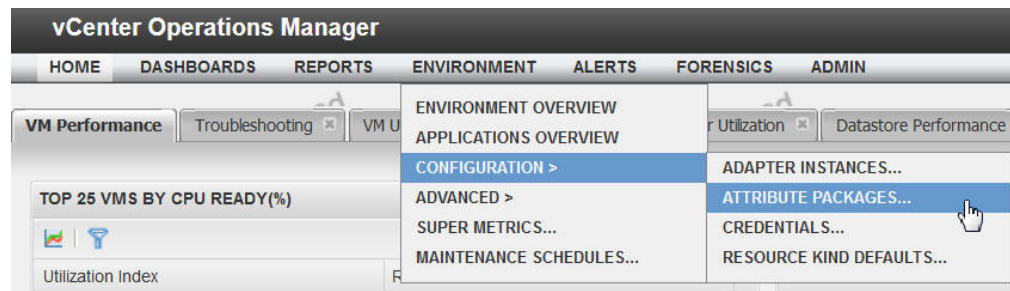 vCenter Operations Manager
HOME DASHBOARDS REPORTS ENVIRONMENT ALERTS FORENSICS ADMIN
VM Performance Troubleshooting VM U r Utilization Datastore Performance
ENVIRONMENT OVERVIEW
APPLICATIONS OVERVIEW
CONFIGURATION > ADAPTER INSTANCES...
TOP 25 VMS BY CPU READY(%) ADVANCED > ATTRIBUTE PACKAGES...
SUPER METRICS... CREDENTIALS...
MAINTENANCE SCHEDULES... RESOURCE KIND DEFAULTS...
Utilization Index R